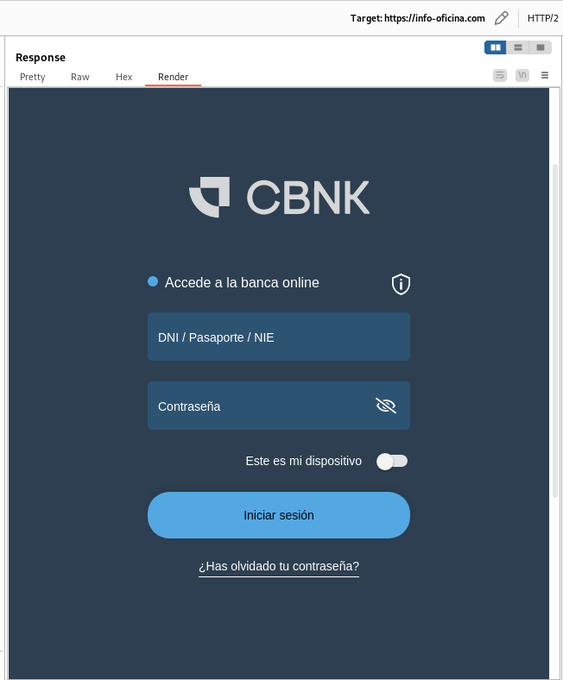 Target: https://info-oficina.com
HTTP/2
Response
Pretty Raw Hex Render
\n
CBNK
Accede a la banca online
DNI / Pasaporte / NIE
Contraseña
Este es mi dispositivo
Iniciar sesión
¿Has olvidado tu contraseña?